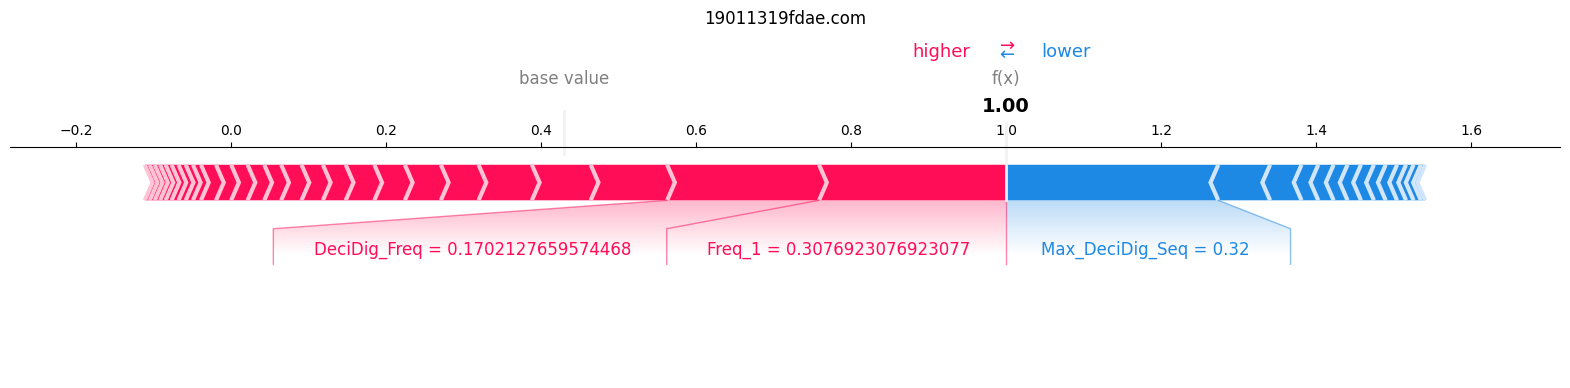 19011319fdae.com
higher ⇄ lower
base value f(x)
1.00
−0.2 0.0 0.2 0.4 0.6 0.8 1.0 1.2 1.4 1.6
DeciDig_Freq = 0.1702127659574468 Freq_1 = 0.3076923076923077 Max_DeciDig_Seq = 0.32